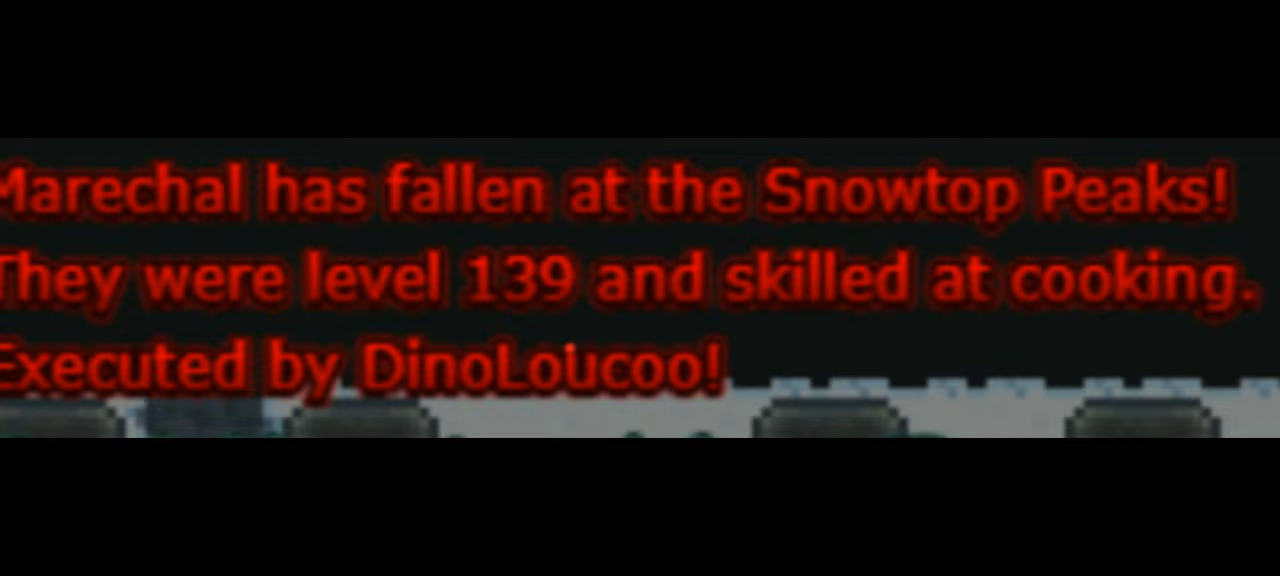 Marechal has fallen at the Snowtop Peaks!
They were level 139 and skilled at cooking.
Executed by DinoLoucoo!